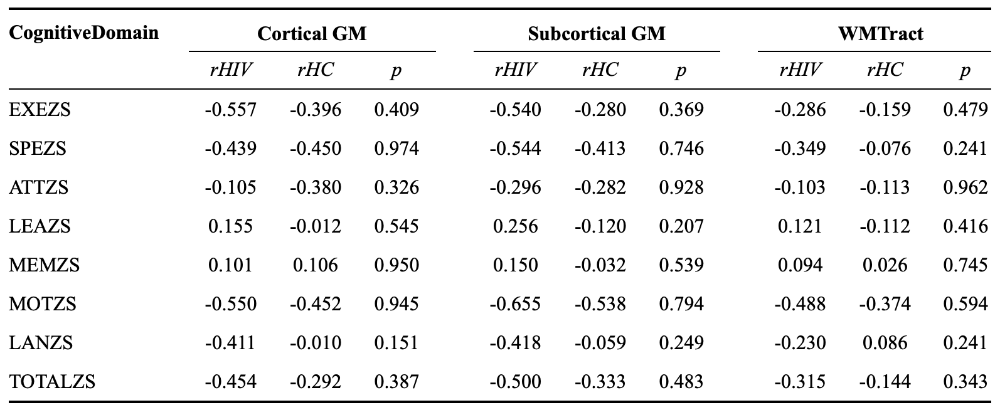 CognitiveDomain Cortical GM Subcortical GM WMTract
rHIV rHC p rHIV rHC p rHIV rHC p
EXEZS -0.557 -0.396 0.409 -0.540 -0.280 0.369 -0.286 -0.159 0.479
SPEZS -0.439 -0.450 0.974 -0.544 -0.413 0.746 -0.349 -0.076 0.241
ATTZS -0.105 -0.380 0.326 -0.296 -0.282 0.928 -0.103 -0.113 0.962
LEAZS 0.155 -0.012 0.545 0.256 -0.120 0.207 0.121 -0.112 0.416
MEMZS 0.101 0.106 0.950 0.150 -0.032 0.539 0.094 0.026 0.745
MOTZS -0.550 -0.452 0.945 -0.655 -0.538 0.794 -0.488 -0.374 0.594
LANZS -0.411 -0.010 0.151 -0.418 -0.059 0.249 -0.230 0.086 0.241
TOTALZS -0.454 -0.292 0.387 -0.500 -0.333 0.483 -0.315 -0.144 0.343